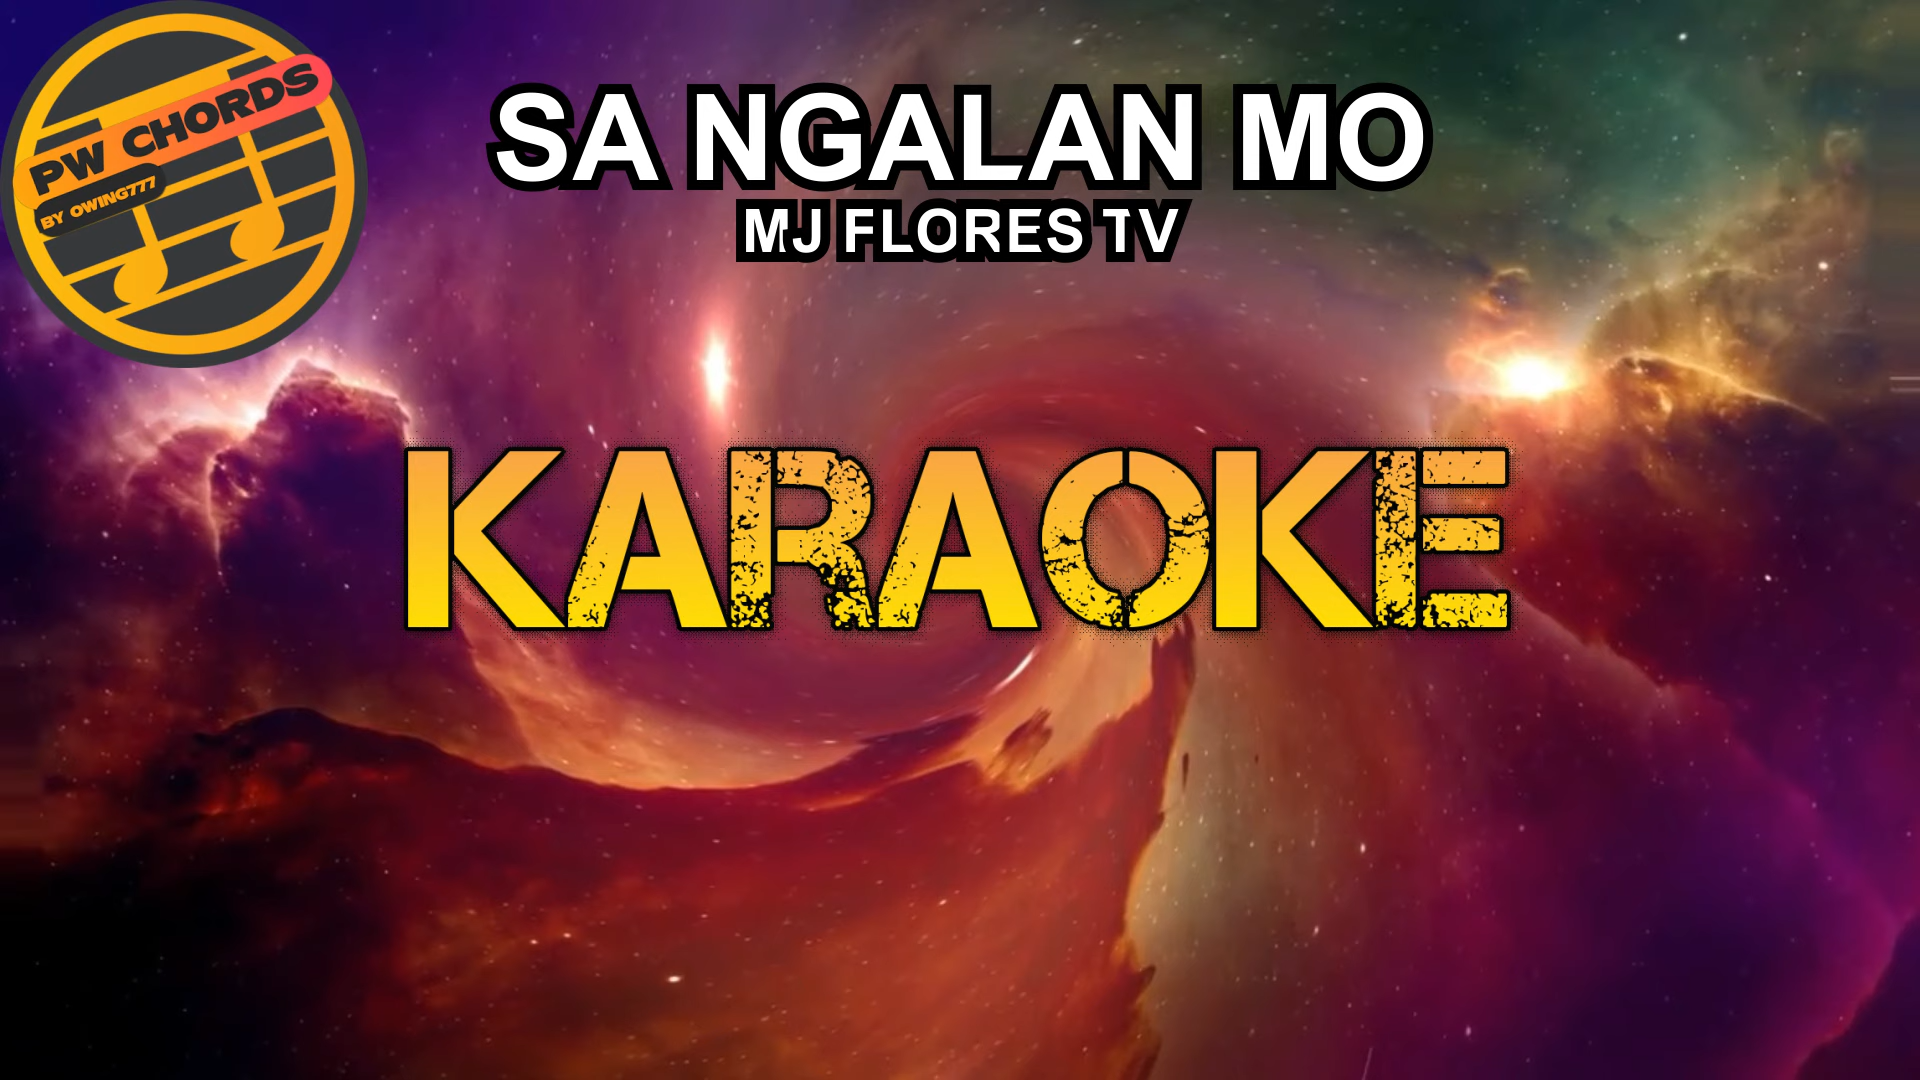 PW CHORDS
BY OWING777
SA NGALAN MO
MJ FLORES TV
KARAOKE